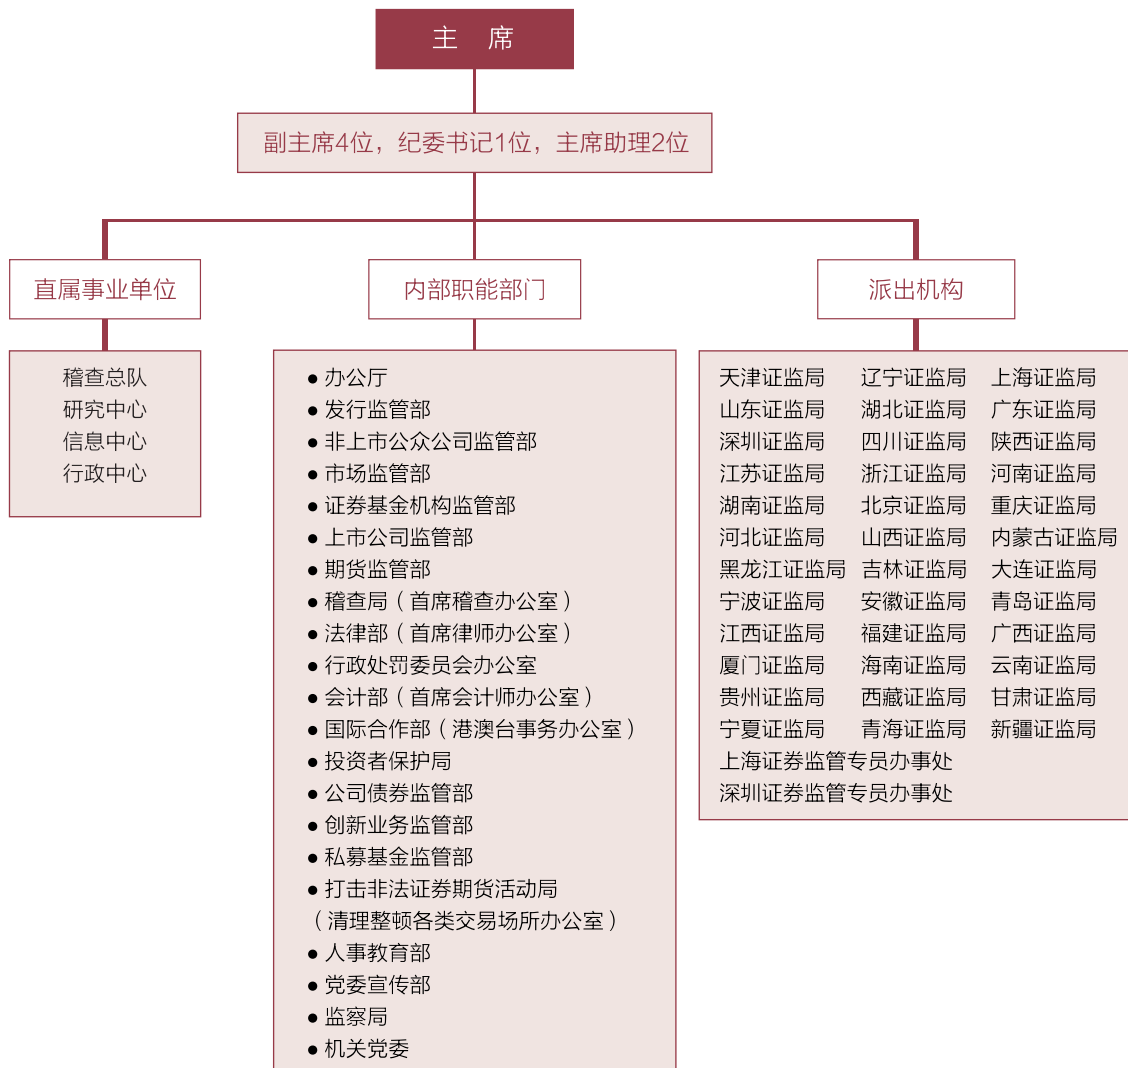 主 席
副主席4位，纪委书记1位，主席助理2位
直属事业单位
稽查总队
研究中心
信息中心
行政中心
内部职能部门
●办公厅
●发行监管部
●非上市公众公司监管部
●市场监管部
●证券基金机构监管部
●上市公司监管部
●期货监管部
●稽查局（首席稽查办公室）
●法律部（首席律师办公室）
●行政处罚委员会办公室
●会计部（首席会计师办公室）
●国际合作部（港澳台事务办公室）
●投资者保护局
●公司债券监管部
●创新业务监管部
●私募基金监管部
●打击非法证券期货活动局
（清理整顿各类交易场所办公室）
●人事教育部
●党委宣传部
●监察局
●机关党委
派出机构
天津证监局 辽宁证监局 上海证监局
山东证监局 湖北证监局 广东证监局
深圳证监局 四川证监局 陕西证监局
江苏证监局 浙江证监局 河南证监局
湖南证监局 北京证监局 重庆证监局
河北证监局 山西证监局 内蒙古证监局
黑龙江证监局 吉林证监局 大连证监局
宁波证监局 安徽证监局 青岛证监局
江西证监局 福建证监局 广西证监局
厦门证监局 海南证监局 云南证监局
贵州证监局 西藏证监局 甘肃证监局
宁夏证监局 青海证监局 新疆证监局
上海证券监管专员办事处
深圳证券监管专员办事处